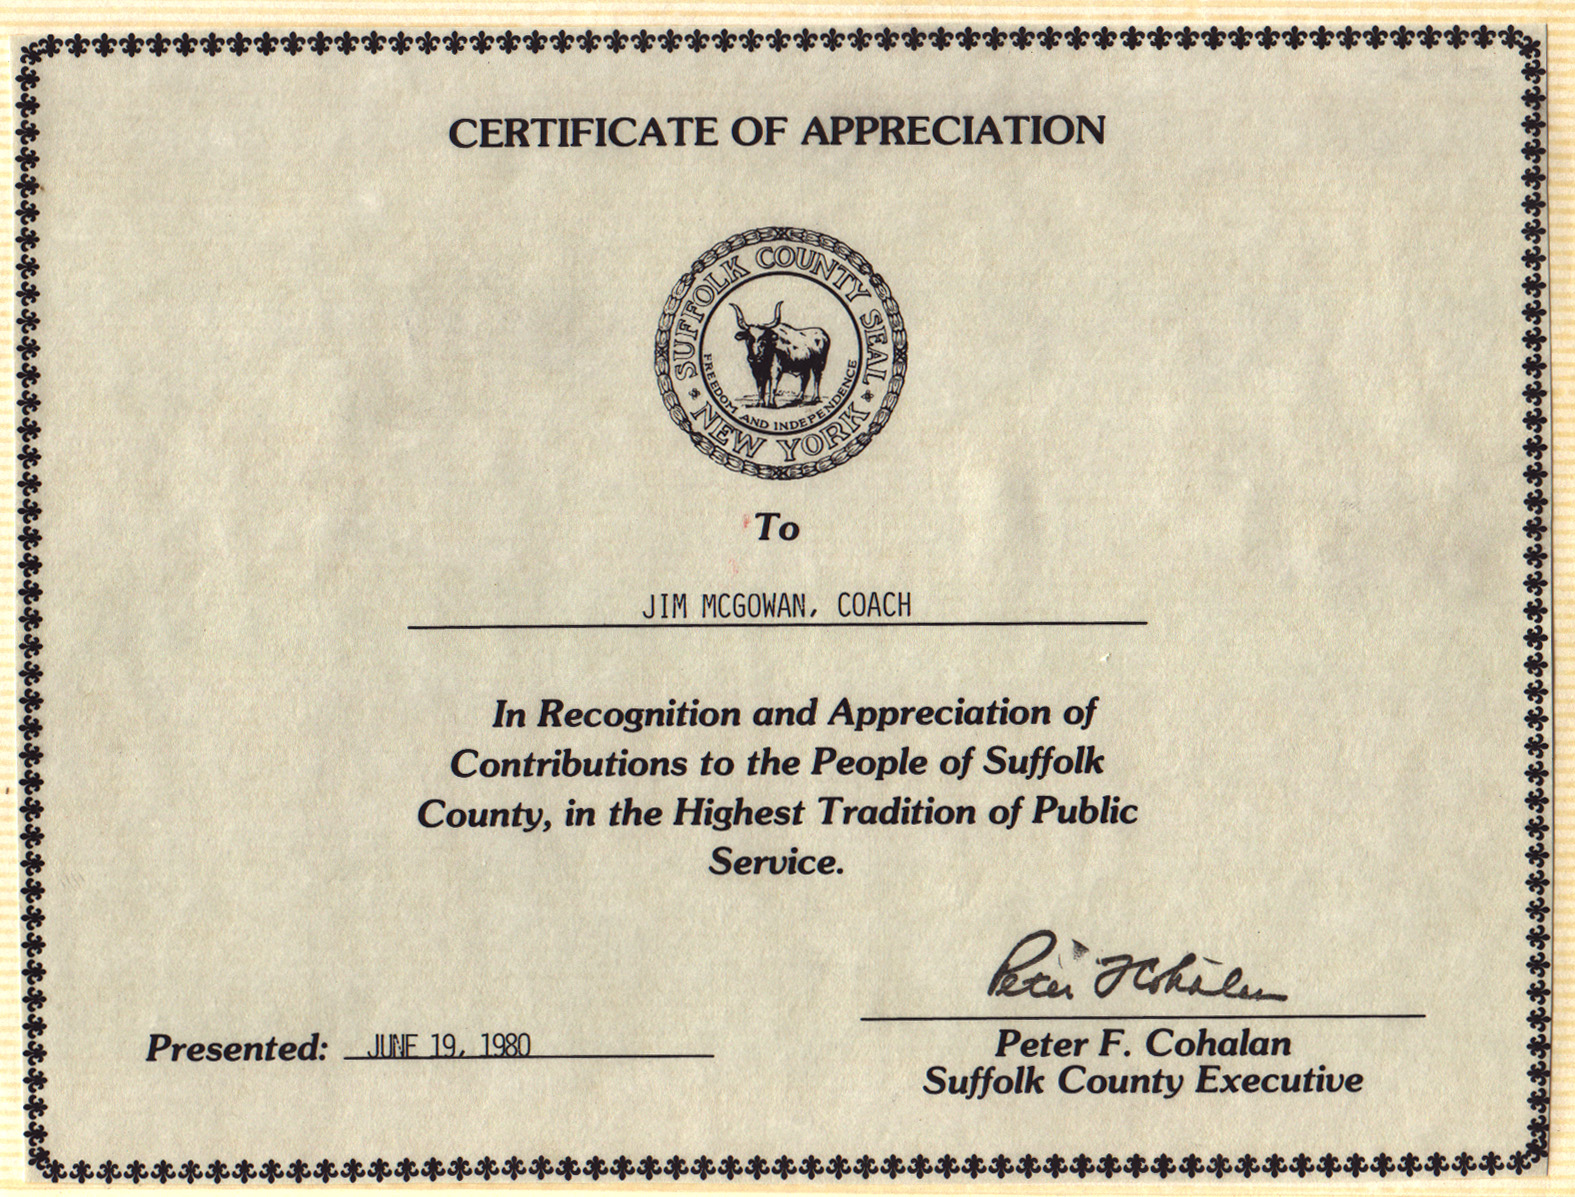 CERTIFICATE OF APPRECIATION
SUFFOLK COUNTY SEAL
FREEDOM AND INDEPENDENCE
NEW YORK
To
JIM MCGOWAN, COACH
In Recognition and Appreciation of
Contributions to the People of Suffolk
County, in the Highest Tradition of Public
Service.
Peter F Cohalan
Presented: JUNE 19, 1980
Peter F. Cohalan
Suffolk County Executive